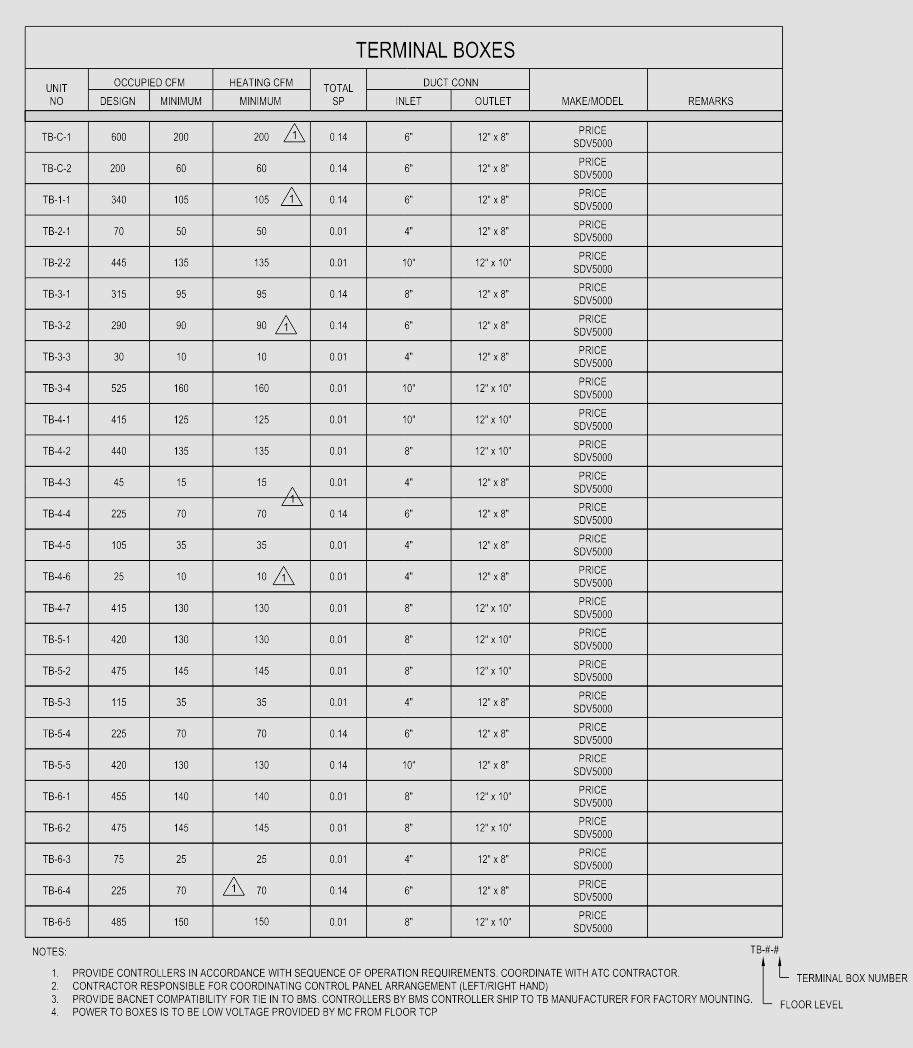 TERMINAL BOXES
UNIT NO OCCUPIED CFM HEATING CFM TOTAL SP DUCT CONN MAKE/MODEL REMARKS
DESIGN MINIMUM MINIMUM INLET OUTLET
TB-C-1 600 200 200 1 0.14 6" 12" x 8" PRICE SDV5000
TB-C-2 200 60 60 0.14 6" 12" x 8" PRICE SDV5000
TB-1-1 340 105 105 1 0.14 6" 12" x 8" PRICE SDV5000
TB-2-1 70 50 50 0.01 4" 12" x 8" PRICE SDV5000
TB-2-2 445 135 135 0.01 10" 12" x 10" PRICE SDV5000
TB-3-1 315 95 95 0.14 8" 12" x 8" PRICE SDV5000
TB-3-2 290 90 90 1 0.14 6" 12" x 8" PRICE SDV5000
TB-3-3 30 10 10 0.01 4" 12" x 8" PRICE SDV5000
TB-3-4 525 160 160 0.01 10" 12" x 10" PRICE SDV5000
TB-4-1 415 125 125 0.01 10" 12" x 10" PRICE SDV5000
TB-4-2 440 135 135 0.01 8" 12" x 10" PRICE SDV5000
TB-4-3 45 15 15 0.01 4" 12" x 8" PRICE SDV5000
1
TB-4-4 225 70 70 0.14 6" 12" x 8" PRICE SDV5000
TB-4-5 105 35 35 0.01 4" 12" x 8" PRICE SDV5000
TB-4-6 25 10 10 1 0.01 4" 12" x 8" PRICE SDV5000
TB-4-7 415 130 130 0.01 8" 12" x 10" PRICE SDV5000
TB-5-1 420 130 130 0.01 8" 12" x 10" PRICE SDV5000
TB-5-2 475 145 145 0.01 8" 12" x 10" PRICE SDV5000
TB-5-3 115 35 35 0.01 4" 12" x 8" PRICE SDV5000
TB-5-4 225 70 70 0.14 6" 12" x 8" PRICE SDV5000
TB-5-5 420 130 130 0.14 10" 12" x 8" PRICE SDV5000
TB-6-1 455 140 140 0.01 8" 12" x 10" PRICE SDV5000
TB-6-2 475 145 145 0.01 8" 12" x 10" PRICE SDV5000
TB-6-3 75 25 25 0.01 4" 12" x 8" PRICE SDV5000
TB-6-4 225 70 1 70 0.14 6" 12" x 8" PRICE SDV5000
TB-6-5 485 150 150 0.01 8" 12" x 10" PRICE SDV5000
NOTES:
1. PROVIDE CONTROLLERS IN ACCORDANCE WITH SEQUENCE OF OPERATION REQUIREMENTS. COORDINATE WITH ATC CONTRACTOR.
2. CONTRACTOR RESPONSIBLE FOR COORDINATING CONTROL PANEL ARRANGEMENT (LEFT/RIGHT HAND)
3. PROVIDE BACNET COMPATIBILITY FOR TIE IN TO BMS. CONTROLLERS BY BMS CONTROLLER SHIP TO TB MANUFACTURER FOR FACTORY MOUNTING.
4. POWER TO BOXES IS TO BE LOW VOLTAGE PROVIDED BY MC FROM FLOOR TCP
TB-#-#
TERMINAL BOX NUMBER
FLOOR LEVEL